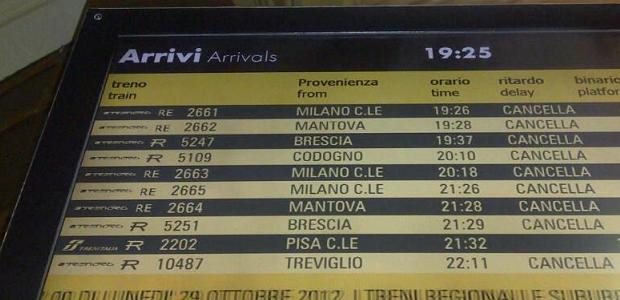 Arrivi Arrivals 19:25
treno Provenienza orario ritardo binario
train from time delay
TRENORD RE 2661 MILANO C.LE 19:26 CANCELLA
TRENORD RE 2662 MANTOVA 19:28 CANCELLA
TRENORD R 5247 BRESCIA 19:37 CANCELLA
TRENORD R 5109 CODOGNO 20:10 CANCELLA
TRENORD RE 2663 MILANO C.LE 20:18 CANCELLA
TRENORD RE 2665 MILANO C.LE 21:26 CANCELLA
TRENORD RE 2664 MANTOVA 21:28 CANCELLA
TRENORD R 5251 BRESCIA 21:29 CANCELLA
TRENITALIA R 2202 PISA C.LE 21:32
TRENORD R 10487 TREVIGLIO 22:11 CANCELLA
:00 DI LUNEDI' 29 OTTOBRE 2012 I TRENI REGIONALI E SUBURB